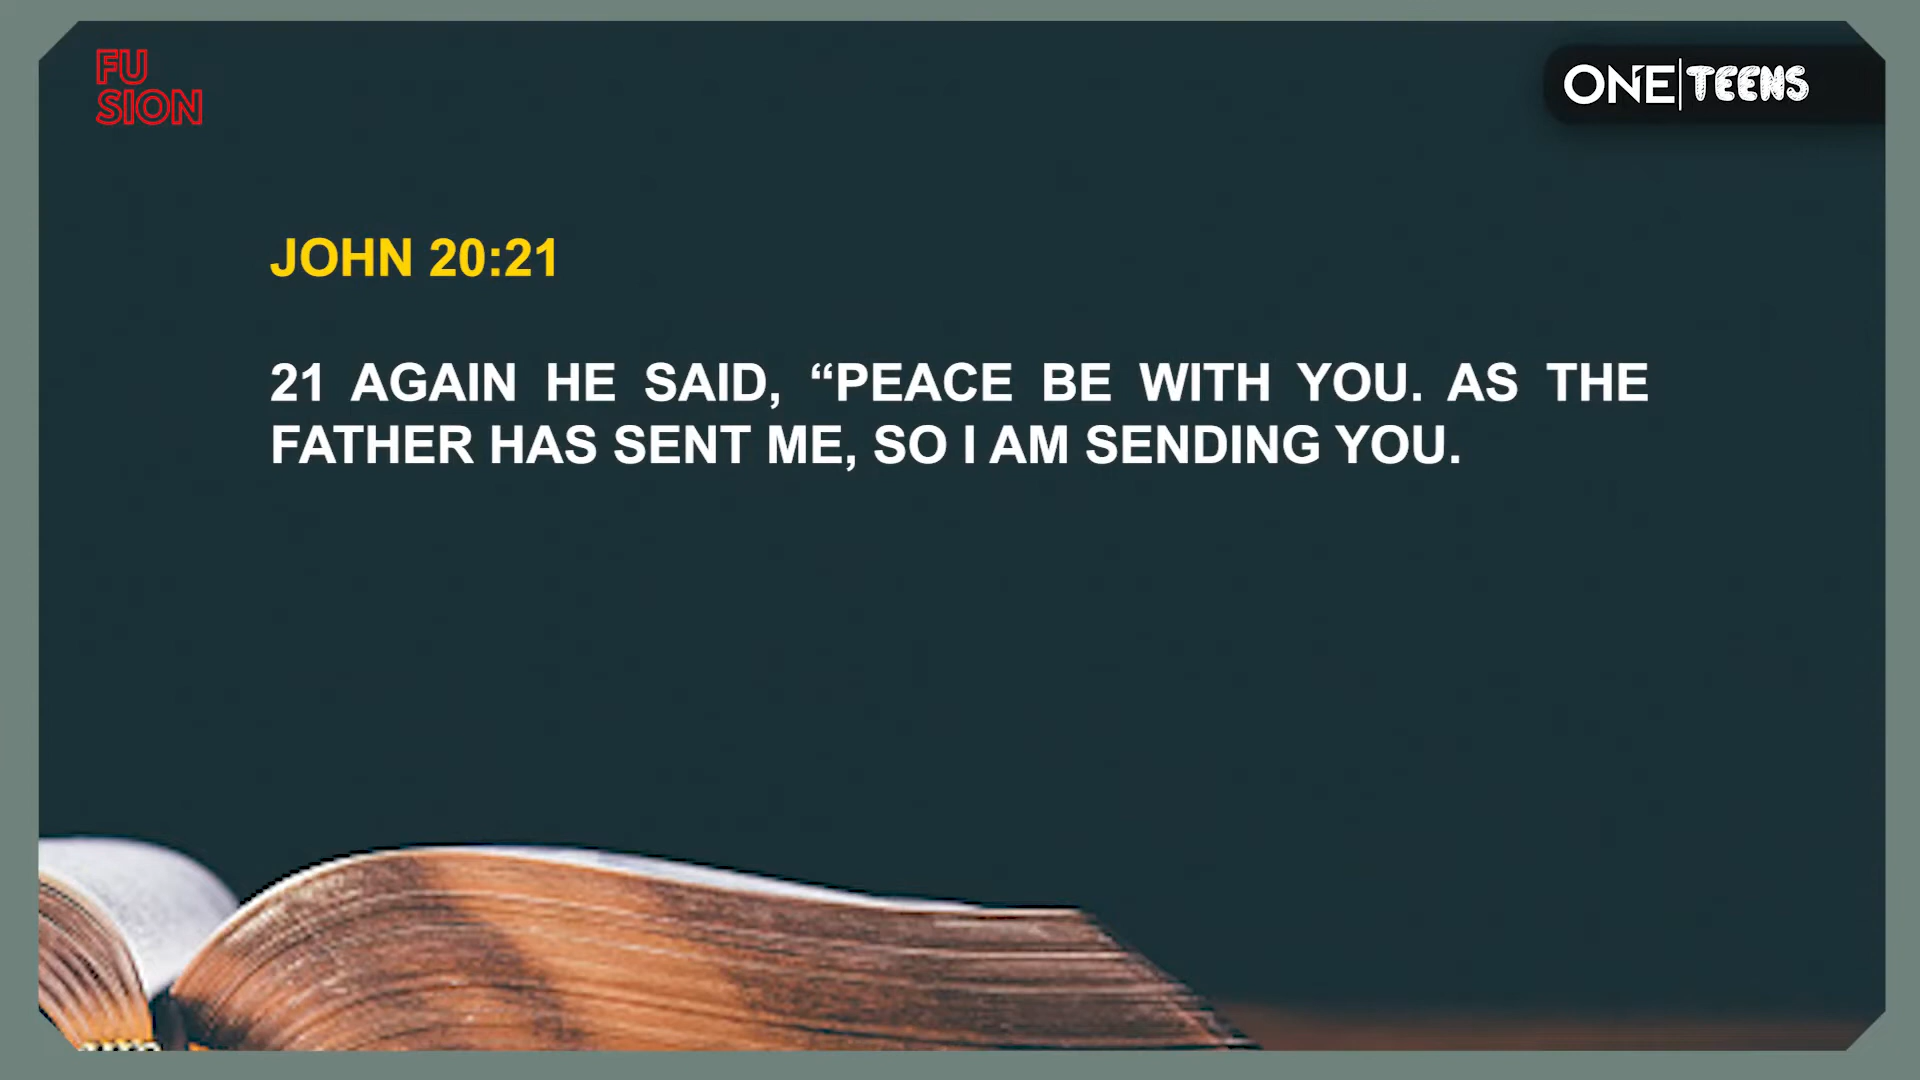 FU
SION
ONE|TEENS
JOHN 20:21
21 AGAIN HE SAID, “PEACE BE WITH YOU. AS THE
FATHER HAS SENT ME, SO I AM SENDING YOU.